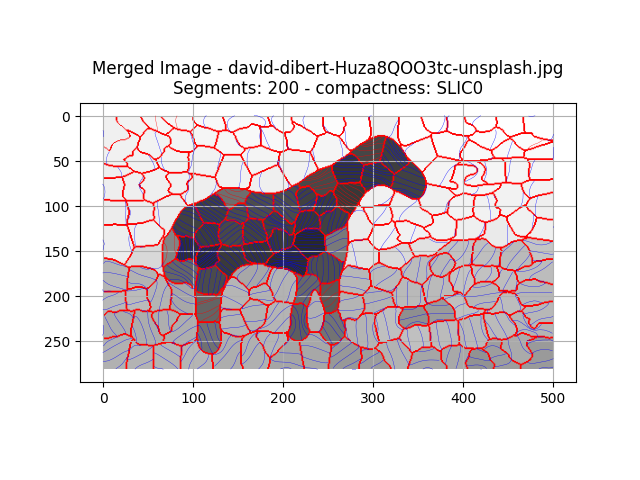 Merged Image - david-dibert-Huza8QOO3tc-unsplash.jpg
Segments: 200 - compactness: SLIC0
0
50
100
150
200
250
0 100 200 300 400 500